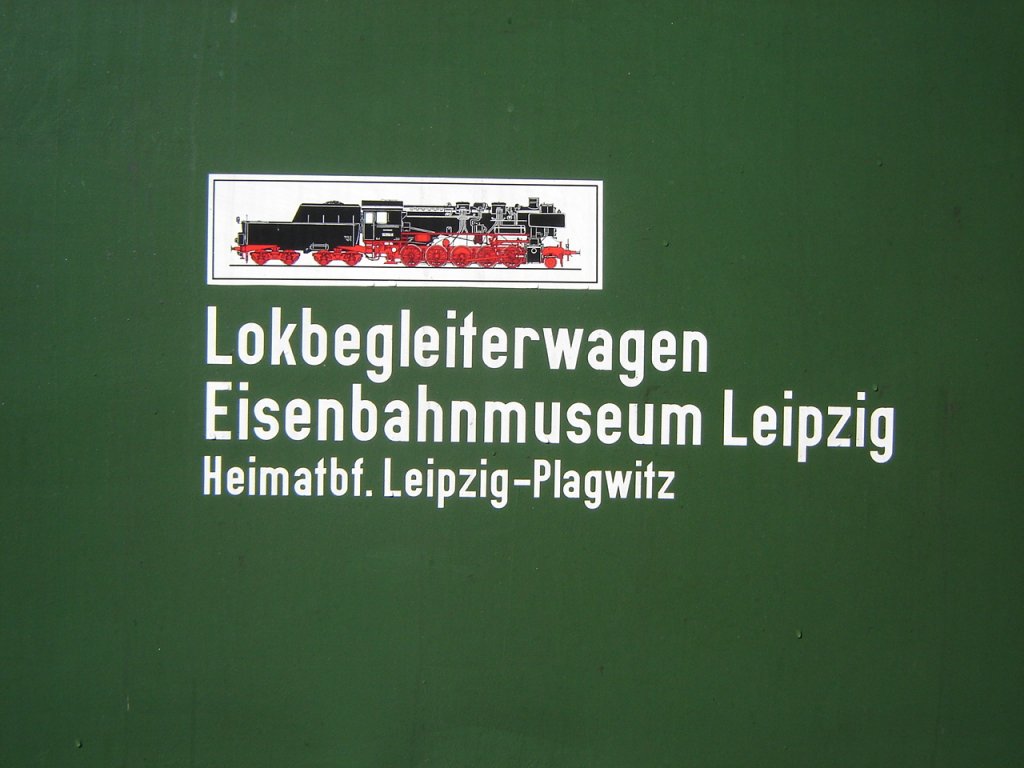 Lokbegleiterwagen
Eisenbahnmuseum Leipzig
Heimatbf. Leipzig-Plagwitz